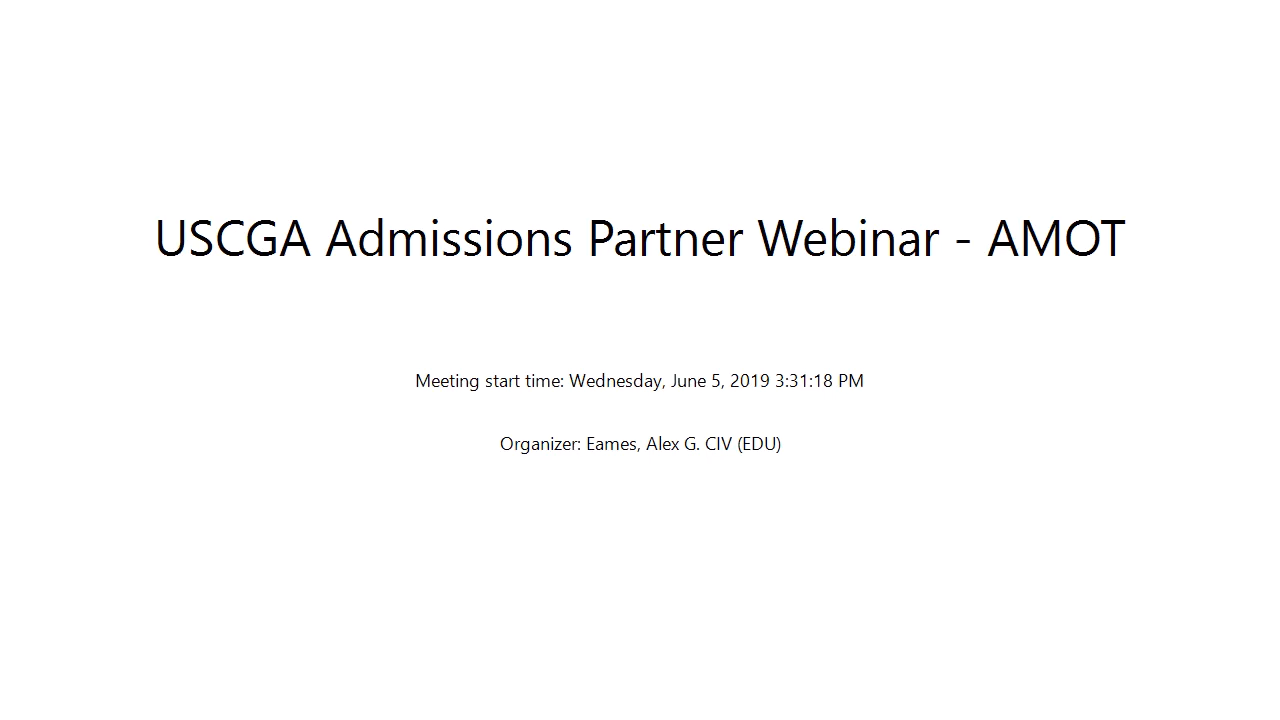 USCGA Admissions Partner Webinar - AMOT
Meeting start time: Wednesday, June 5, 2019 3:31:18 PM
Organizer: Eames, Alex G. CIV (EDU)